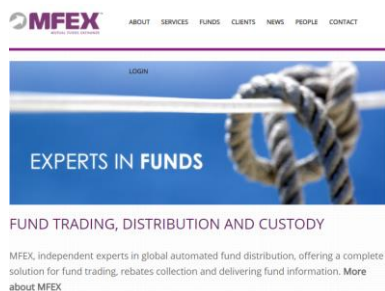 MFEX
MUTUAL FUNDS EXCHANGE
ABOUT SERVICES FUNDS CLIENTS NEWS PEOPLE CONTACT
LOGIN
EXPERTS IN FUNDS
FUND TRADING, DISTRIBUTION AND CUSTODY
MFEX, independent experts in global automated fund distribution, offering a complete
solution for fund trading, rebates collection and delivering fund information. More
about MFEX